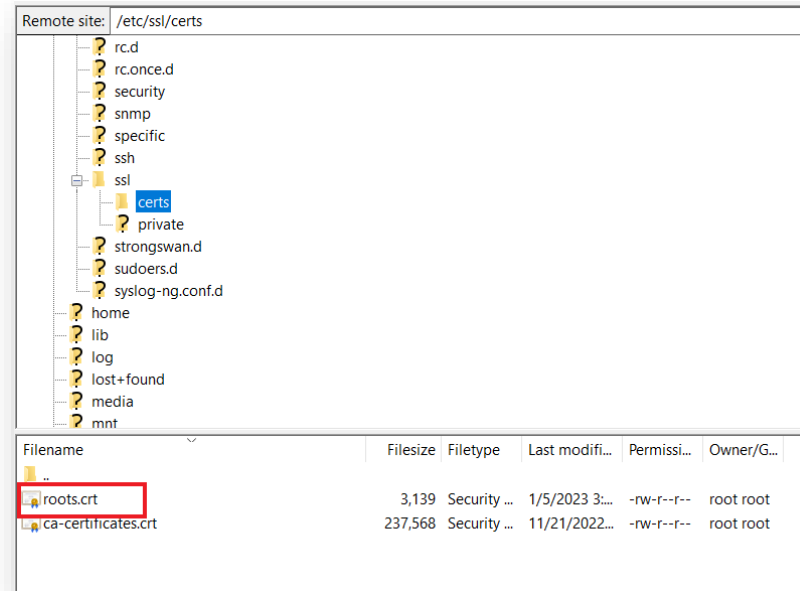 Remote site: /etc/ssl/certs
rc.d
rc.once.d
security
snmp
specific
ssh
ssl
certs
private
strongswan.d
sudoers.d
syslog-ng.conf.d
home
lib
log
lost+found
media
mnt
Filename Filesize Filetype Last modifi... Permissi... Owner/G...
..
roots.crt 3,139 Security ... 1/5/2023 3:... -rw-r--r-- root root
ca-certificates.crt 237,568 Security ... 11/21/2022... -rw-r--r-- root root